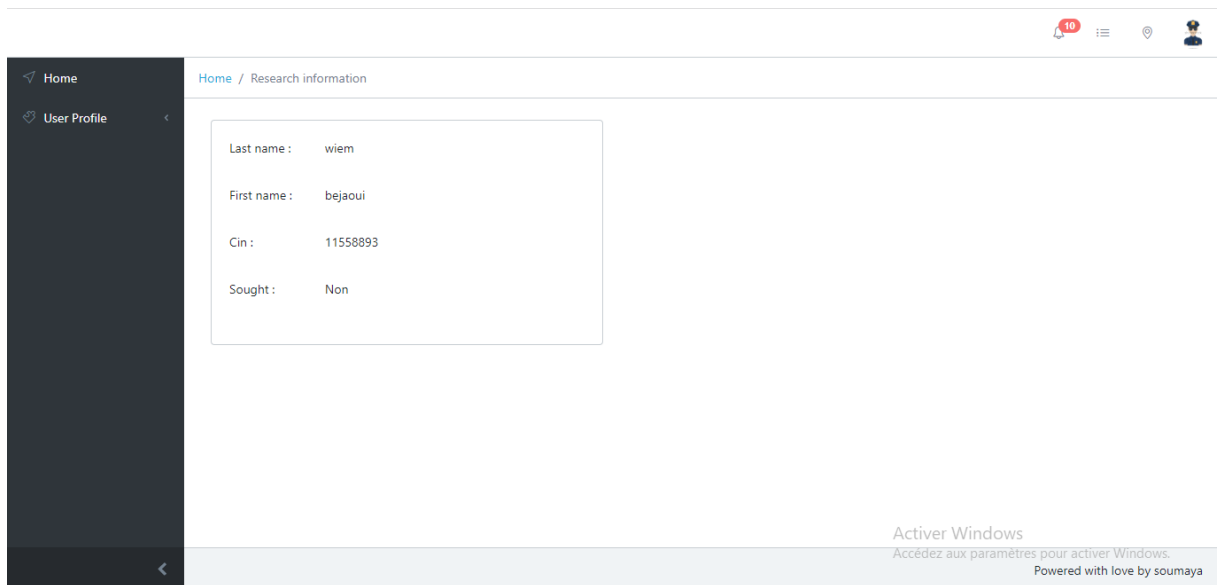 10
Home
Home / Research information
User Profile
Last name : wiem
First name : bejaoui
Cin : 11558893
Sought : Non
Activer Windows
Accédez aux paramètres pour activer Windows.
Powered with love by soumaya